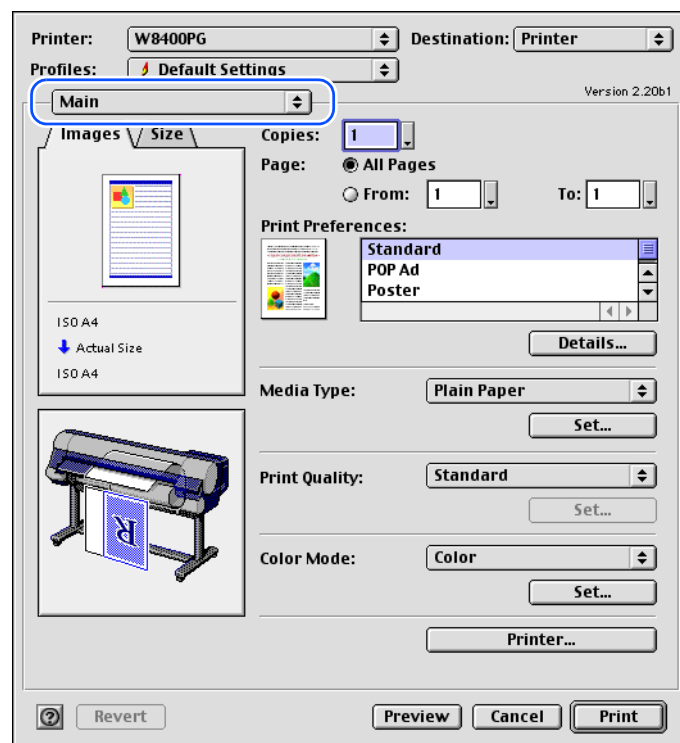 Printer: W8400PG Destination: Printer
Profiles: Default Settings
Version 2.20b1
Main
Images Size
Copies: 1
Page: All Pages
From: 1 To: 1
Print Preferences:
Standard
POP Ad
Poster
ISO A4
Actual Size
ISO A4
Details...
Media Type: Plain Paper
Set...
Print Quality: Standard
Set...
R
Color Mode: Color
Set...
Printer...
? Revert Preview Cancel Print